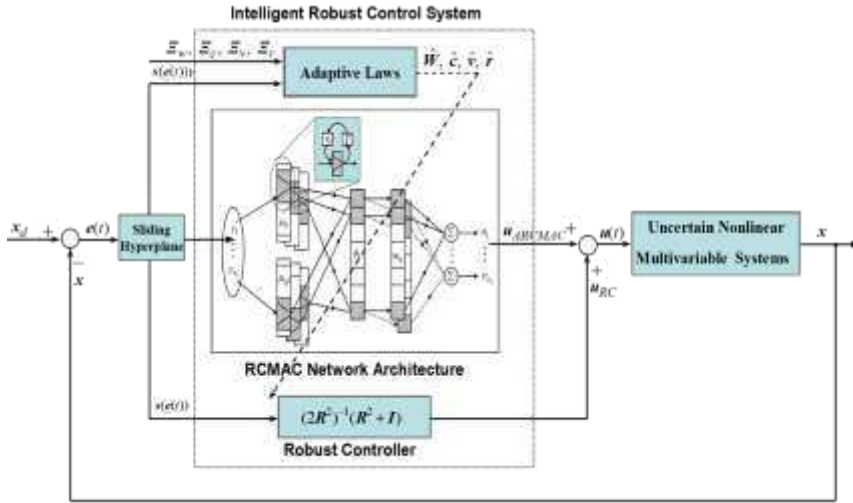 Intelligent Robust Control System
s(e(t))
Adaptive Laws
Ŵ, ĉ, v̂, r̂
x_d +
e(t)
Sliding
Hyperplane
−
x
u_ARCMAC +
u(t)
+
u_RC
Uncertain Nonlinear
Multivariable Systems
x
RCMAC Network Architecture
s(e(t))
(2R²)⁻¹(R² + I)
Robust Controller